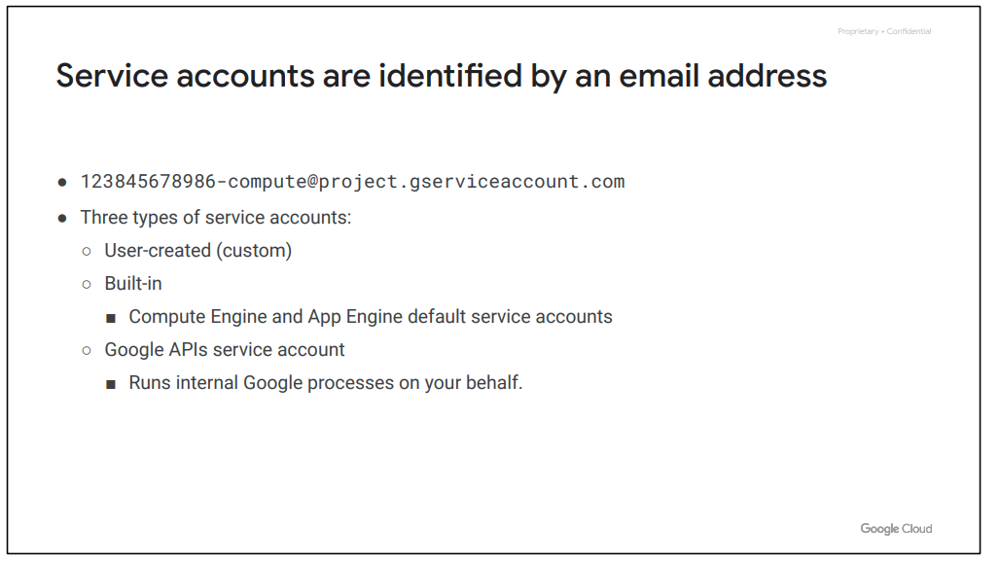 Proprietary + Confidential
Service accounts are identified by an email address
● 123845678986-compute@project.gserviceaccount.com
● Three types of service accounts:
○ User-created (custom)
○ Built-in
■ Compute Engine and App Engine default service accounts
○ Google APIs service account
■ Runs internal Google processes on your behalf.
Google Cloud